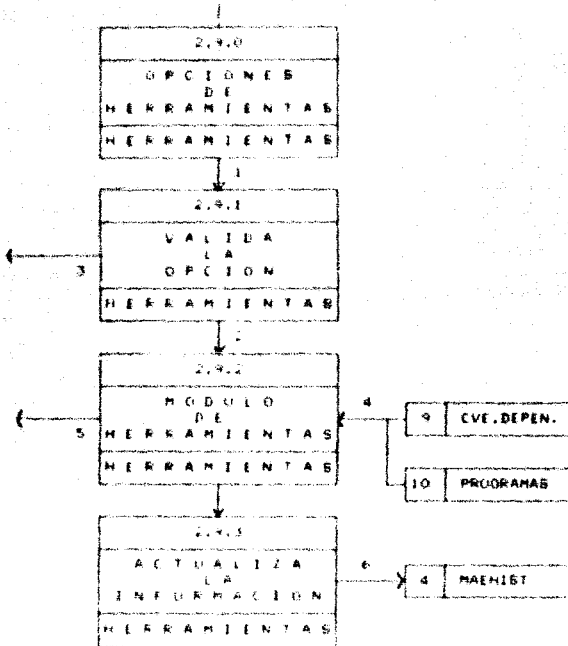 2.9.0
OPCIONES
DE
HERRAMIENTAS
HERRAMIENTAS
1
2.9.1
VALIDA
LA
OPCION
3
HERRAMIENTAS
2
2.9.2
MODULO
DE
HERRAMIENTAS
HERRAMIENTAS
5
4
9 CVE.DEPEN.
10 PROGRAMAS
2.9.3
ACTUALIZA
LA
INFORMACION
HERRAMIENTAS
6
4 MAEHIST